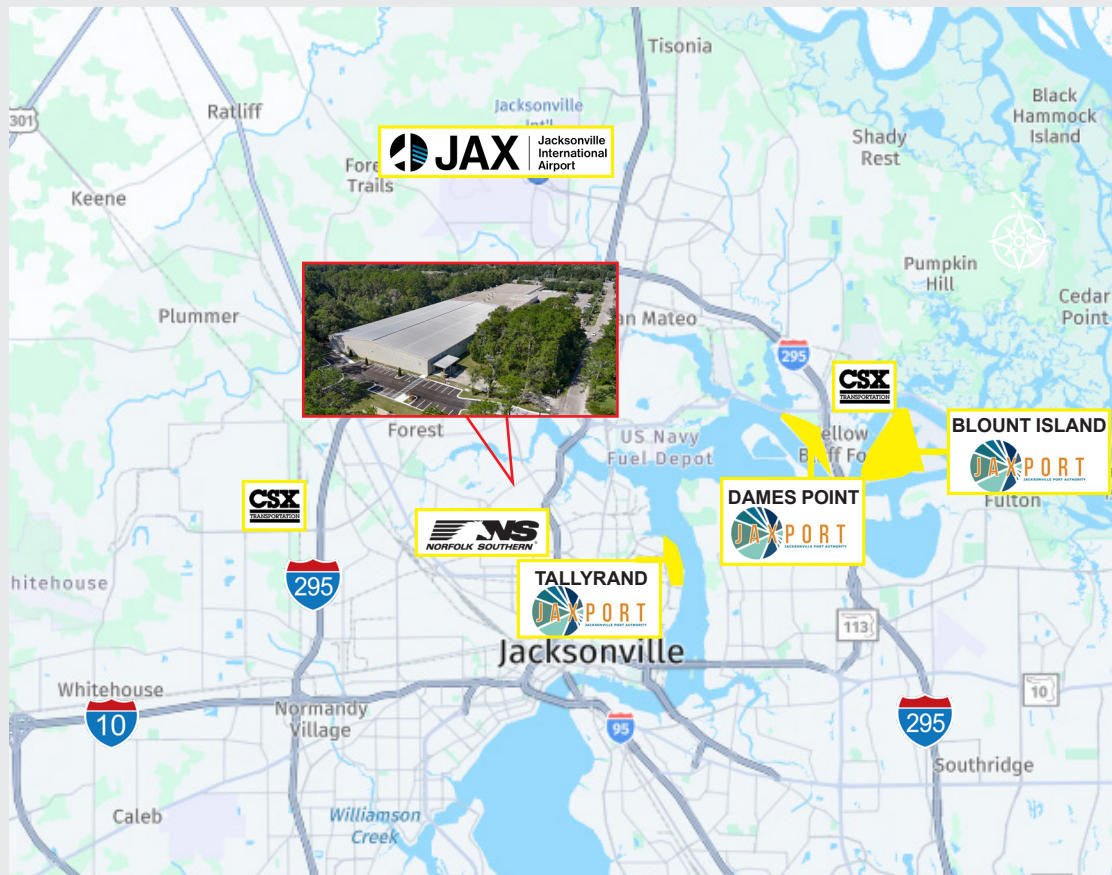 Tisonia
301
Ratliff
Jacksonville
Int'l
Black
Hammock
Island
JAX
Jacksonville
International
Airport
Shady
Rest
Trails
Keene
N
Pumpkin
Hill
Plummer
Cedar
Point
an Mateo
295
CSX
TRANSPORTATION
Forest
US Navy
Fuel Depot
ellow
BLOUNT ISLAND
JAXPORT
JACKSONVILLE PORT AUTHORITY
Fulton
CSX
TRANSPORTATION
DAMES POINT
JAXPORT
JACKSONVILLE PORT AUTHORITY
NS
NORFOLK SOUTHERN
hitehouse
295
TALLYRAND
JAXPORT
JACKSONVILLE PORT AUTHORITY
113
Jacksonville
Whitehouse
10
10
Normandy
Village
95
295
Southridge
Caleb
Williamson
Creek